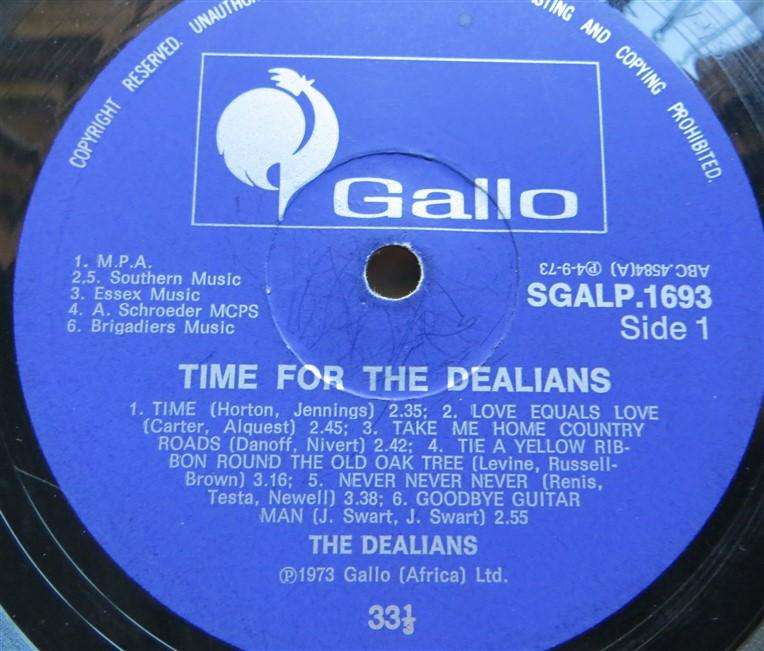 COPYRIGHT RESERVED. UNAUTHOR
STING AND COPYING PROHIBITED.
Gallo
1. M.P.A.
2.5. Southern Music
3. Essex Music
4. A. Schroeder MCPS
6. Brigadiers Music
ABC.4584(A) Ⓟ4-9-73
SGALP.1693
Side 1
TIME FOR THE DEALIANS
1. TIME (Horton, Jennings) 2.35; 2. LOVE EQUALS LOVE
(Carter, Alquest) 2.45; 3. TAKE ME HOME COUNTRY
ROADS (Danoff, Nivert) 2.42; 4. TIE A YELLOW RIB-
BON ROUND THE OLD OAK TREE (Levine, Russell-
Brown) 3.16; 5. NEVER NEVER NEVER (Renis,
Testa, Newell) 3.38; 6. GOODBYE GUITAR
MAN (J. Swart, J. Swart) 2.55
THE DEALIANS
Ⓟ1973 Gallo (Africa) Ltd.
33⅓